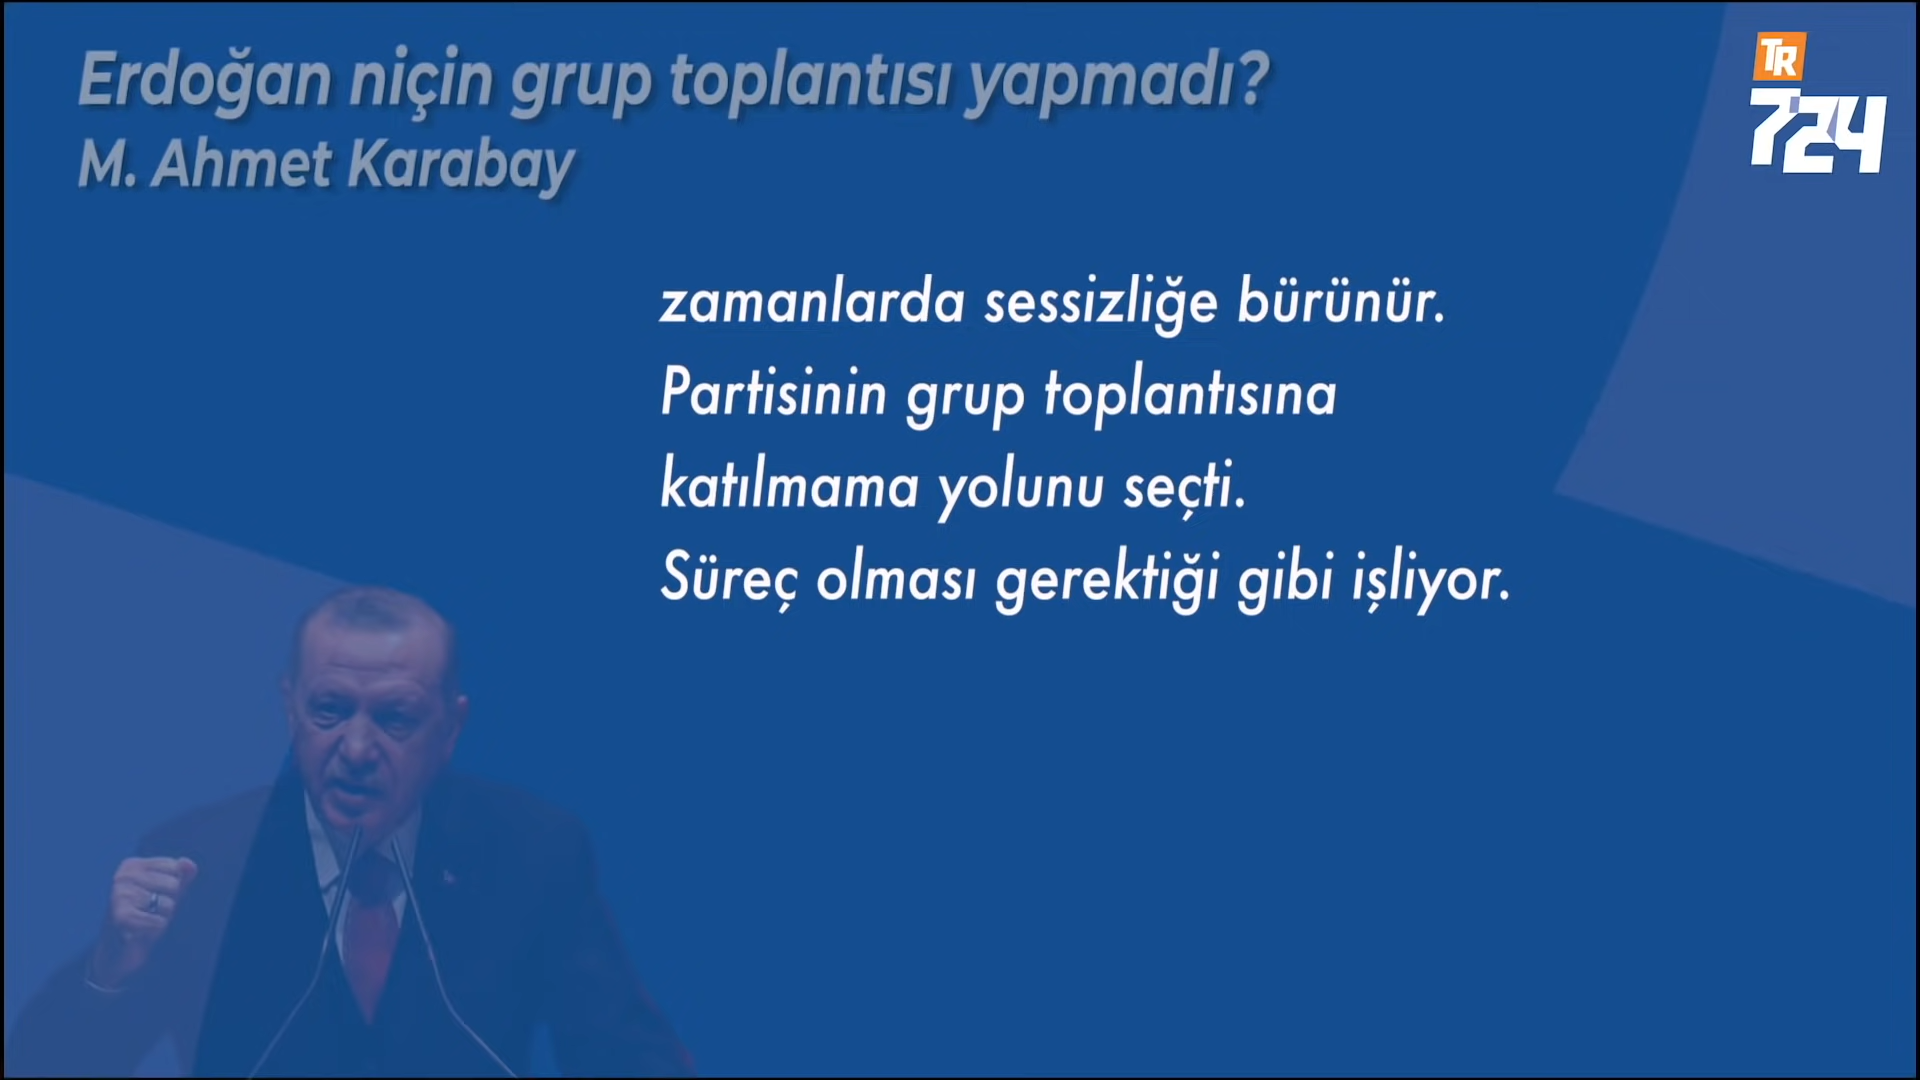 Erdoğan niçin grup toplantısı yapmadı?
M. Ahmet Karabay
TR
724
zamanlarda sessizliğe bürünür.
Partisinin grup toplantısına
katılmama yolunu seçti.
Süreç olması gerektiği gibi işliyor.